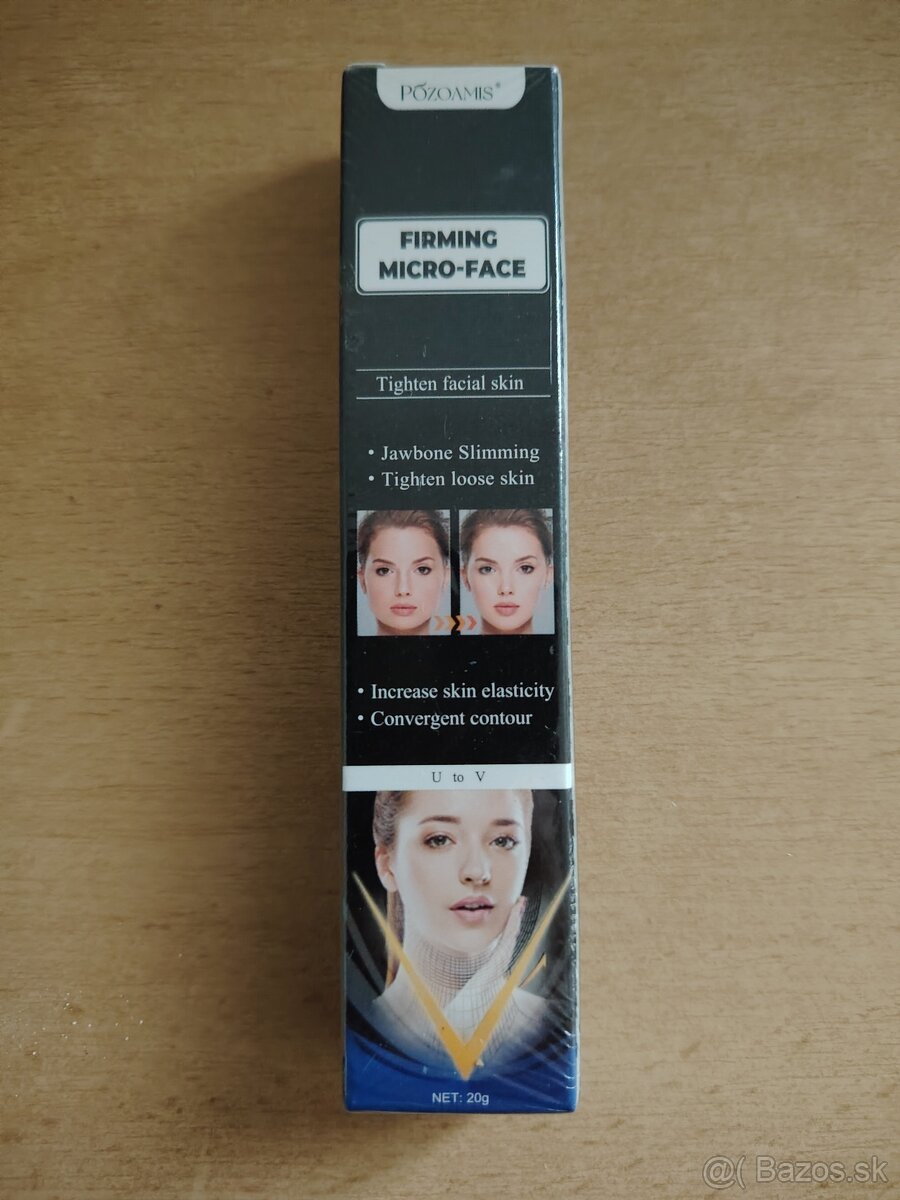 PÓZOAMIS®
FIRMING
MICRO-FACE
Tighten facial skin
• Jawbone Slimming
• Tighten loose skin
• Increase skin elasticity
• Convergent contour
U to V
NET: 20g
@( Bazos.sk